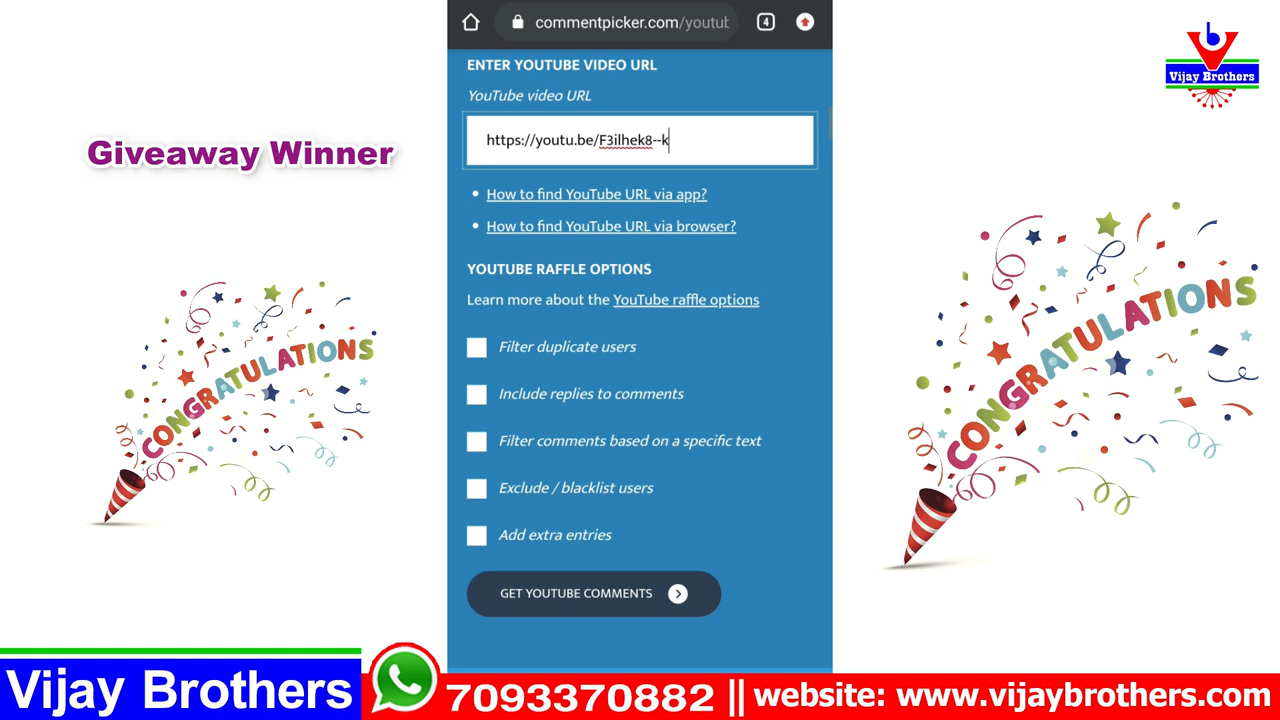 commentpicker.com/youtut
4
b
Vijay Brothers
ENTER YOUTUBE VIDEO URL
YouTube video URL
https://youtu.be/F3ilhek8--k
Giveaway Winner
How to find YouTube URL via app?
How to find YouTube URL via browser?
YOUTUBE RAFFLE OPTIONS
Learn more about the YouTube raffle options
Filter duplicate users
Include replies to comments
Filter comments based on a specific text
Exclude / blacklist users
Add extra entries
GET YOUTUBE COMMENTS
CONGRATULATIONS
CONGRATULATIONS
Vijay Brothers
7093370882 || website: www.vijaybrothers.com